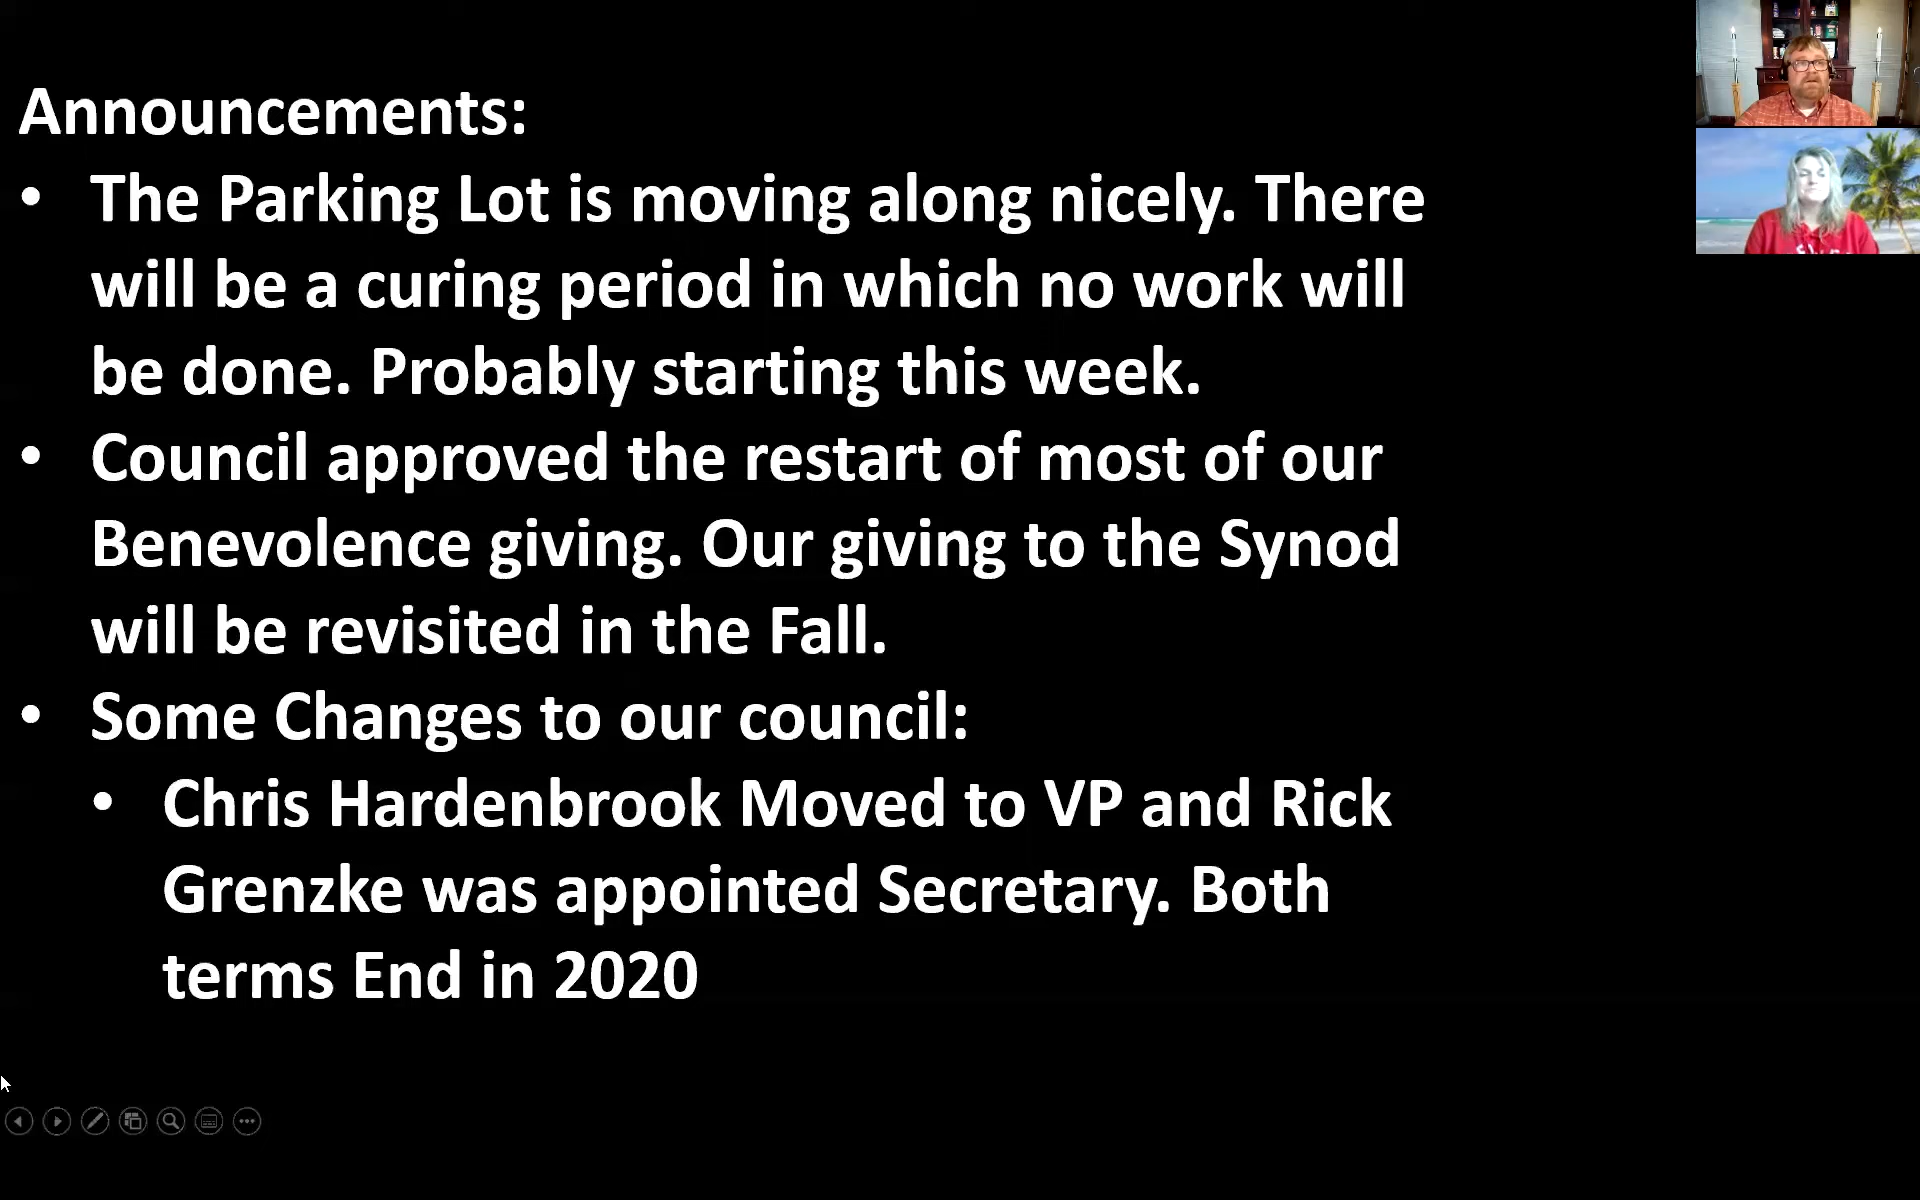 Announcements:
• The Parking Lot is moving along nicely. There
will be a curing period in which no work will
be done. Probably starting this week.
• Council approved the restart of most of our
Benevolence giving. Our giving to the Synod
will be revisited in the Fall.
• Some Changes to our council:
• Chris Hardenbrook Moved to VP and Rick
Grenzke was appointed Secretary. Both
terms End in 2020